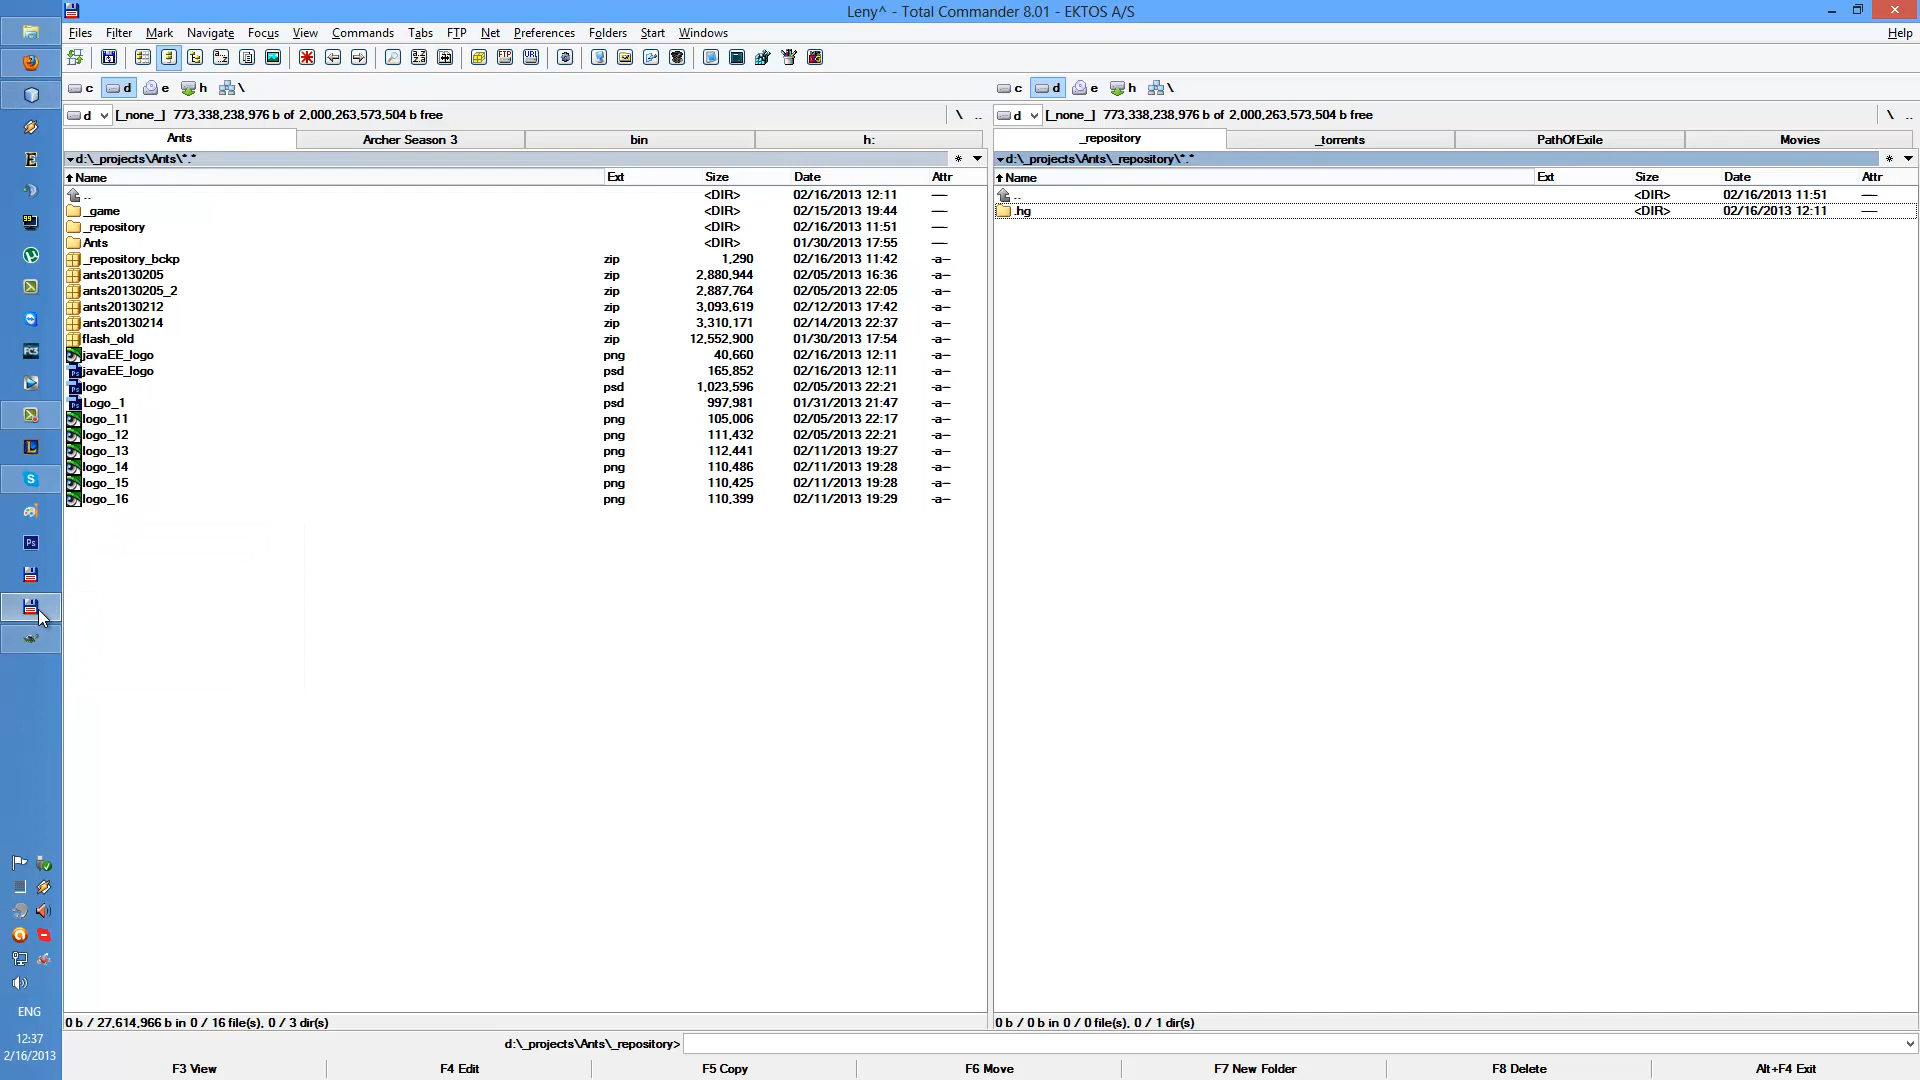 Leny^ - Total Commander 8.01 - EKTOS A/S
Files Filter Mark Navigate Focus View Commands Tabs FTP Net Preferences Folders Start Windows Help
c d e h \ c d e h \
d [_none_] 773,338,238,976 b of 2,000,263,573,504 b free \ .. d [_none_] 773,338,238,976 b of 2,000,263,573,504 b free \ ..
Ants Archer Season 3 bin h: _repository _torrents PathOfExile Movies
d:\_projects\Ants\*.* * d:\_projects\Ants\_repository\*.* *
Name Ext Size Date Attr Name Ext Size Date Attr
.. <DIR> 02/16/2013 12:11 ---- .. <DIR> 02/16/2013 11:51 ----
_game <DIR> 02/15/2013 19:44 ---- .hg <DIR> 02/16/2013 12:11 ----
_repository <DIR> 02/16/2013 11:51 ----
Ants <DIR> 01/30/2013 17:55 ----
_repository_bckp zip 1,290 02/16/2013 11:42 -a--
ants20130205 zip 2,880,944 02/05/2013 16:36 -a--
ants20130205_2 zip 2,887,764 02/05/2013 22:05 -a--
ants20130212 zip 3,093,619 02/12/2013 17:42 -a--
ants20130214 zip 3,310,171 02/14/2013 22:37 -a--
flash_old zip 12,552,900 01/30/2013 17:54 -a--
javaEE_logo png 40,660 02/16/2013 12:11 -a--
javaEE_logo psd 165,852 02/16/2013 12:11 -a--
logo psd 1,023,596 02/05/2013 22:21 -a--
Logo_1 psd 997,981 01/31/2013 21:47 -a--
logo_11 png 105,006 02/05/2013 22:17 -a--
logo_12 png 111,432 02/05/2013 22:21 -a--
logo_13 png 112,441 02/11/2013 19:27 -a--
logo_14 png 110,486 02/11/2013 19:28 -a--
logo_15 png 110,425 02/11/2013 19:28 -a--
logo_16 png 110,399 02/11/2013 19:29 -a--
0 b / 27,614,966 b in 0 / 16 file(s), 0 / 3 dir(s) 0 b / 0 b in 0 / 0 file(s), 0 / 1 dir(s)
d:\_projects\Ants\_repository>
F3 View F4 Edit F5 Copy F6 Move F7 New Folder F8 Delete Alt+F4 Exit
FC3
Ps
ENG
12:37
2/16/2013